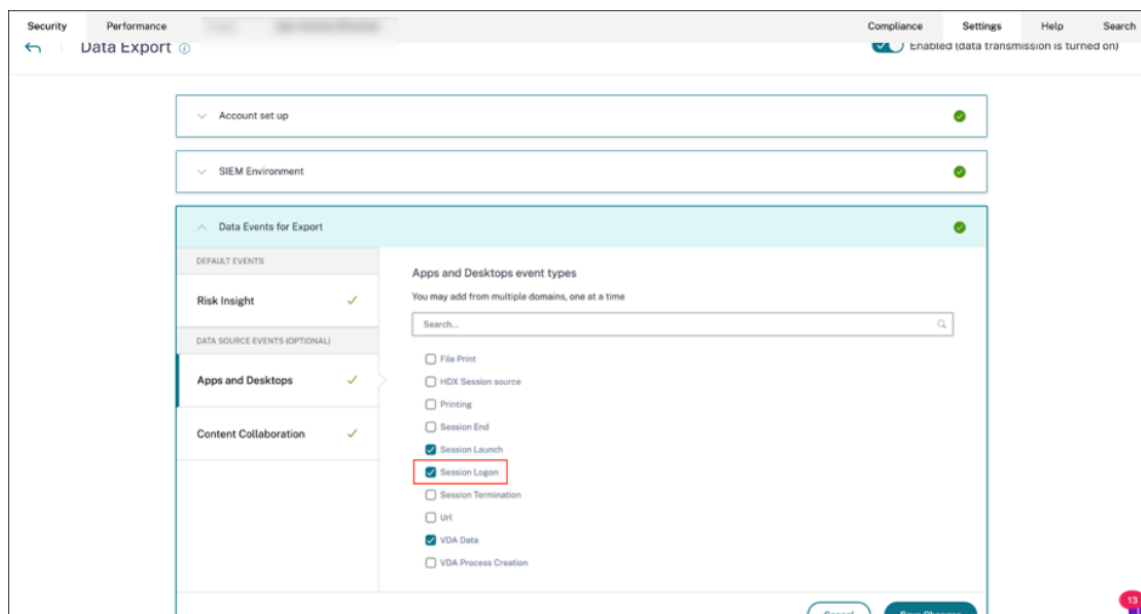 Security Performance Compliance Settings Help Search
Data Export Enabled (data transmission is turned on)
Account set up
SIEM Environment
Data Events for Export
DEFAULT EVENTS
Risk Insight
DATA SOURCE EVENTS (OPTIONAL)
Apps and Desktops
Content Collaboration
Apps and Desktops event types
You may add from multiple domains, one at a time
Search...
File Print
HDX Session source
Printing
Session End
Session Launch
Session Logon
Session Termination
Url
VDA Data
VDA Process Creation
Cancel Save Changes
13